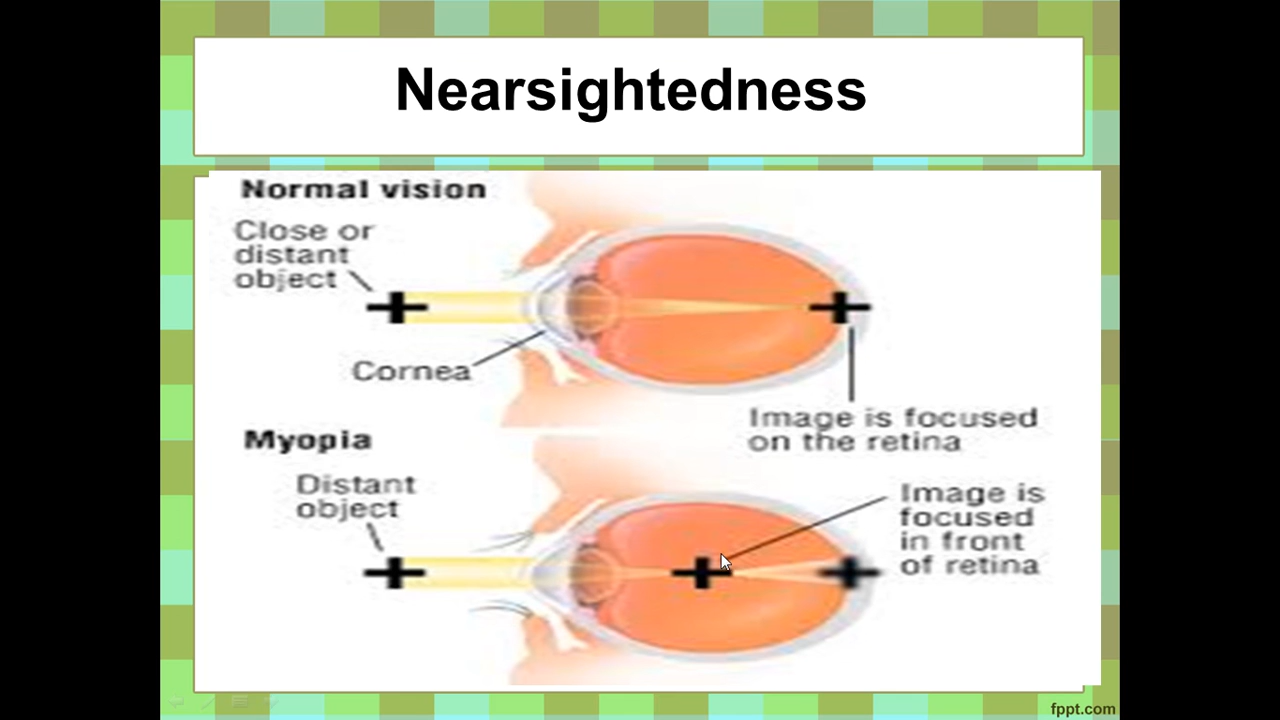 Nearsightedness
Normal vision
Close or
distant
object
Cornea
Image is focused
on the retina
Myopia
Distant
object
Image is
focused
in front
of retina
fppt.com